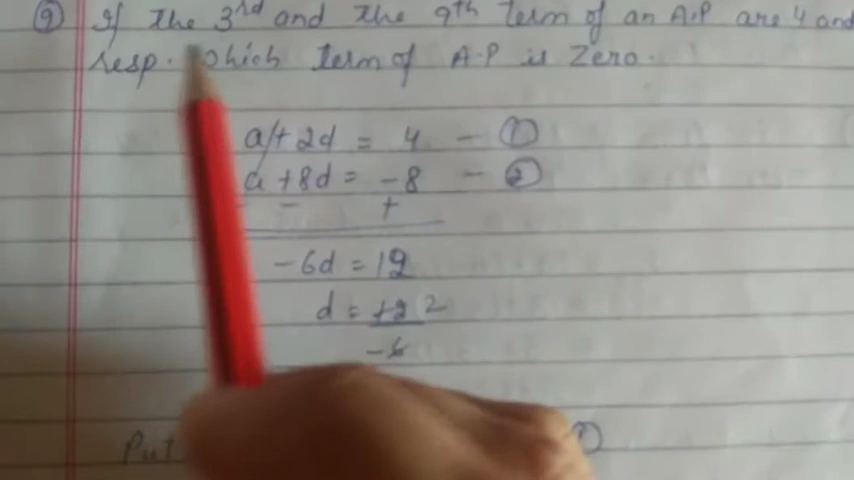 9 If the 3rd and the 9th term of an A.P are 4 and
resp. which term of A.P is Zero.
a + 2d = 4 - 1
a + 8d = -8 - 2
- +
-6d = 12
d = 12 2
-6
Put 1